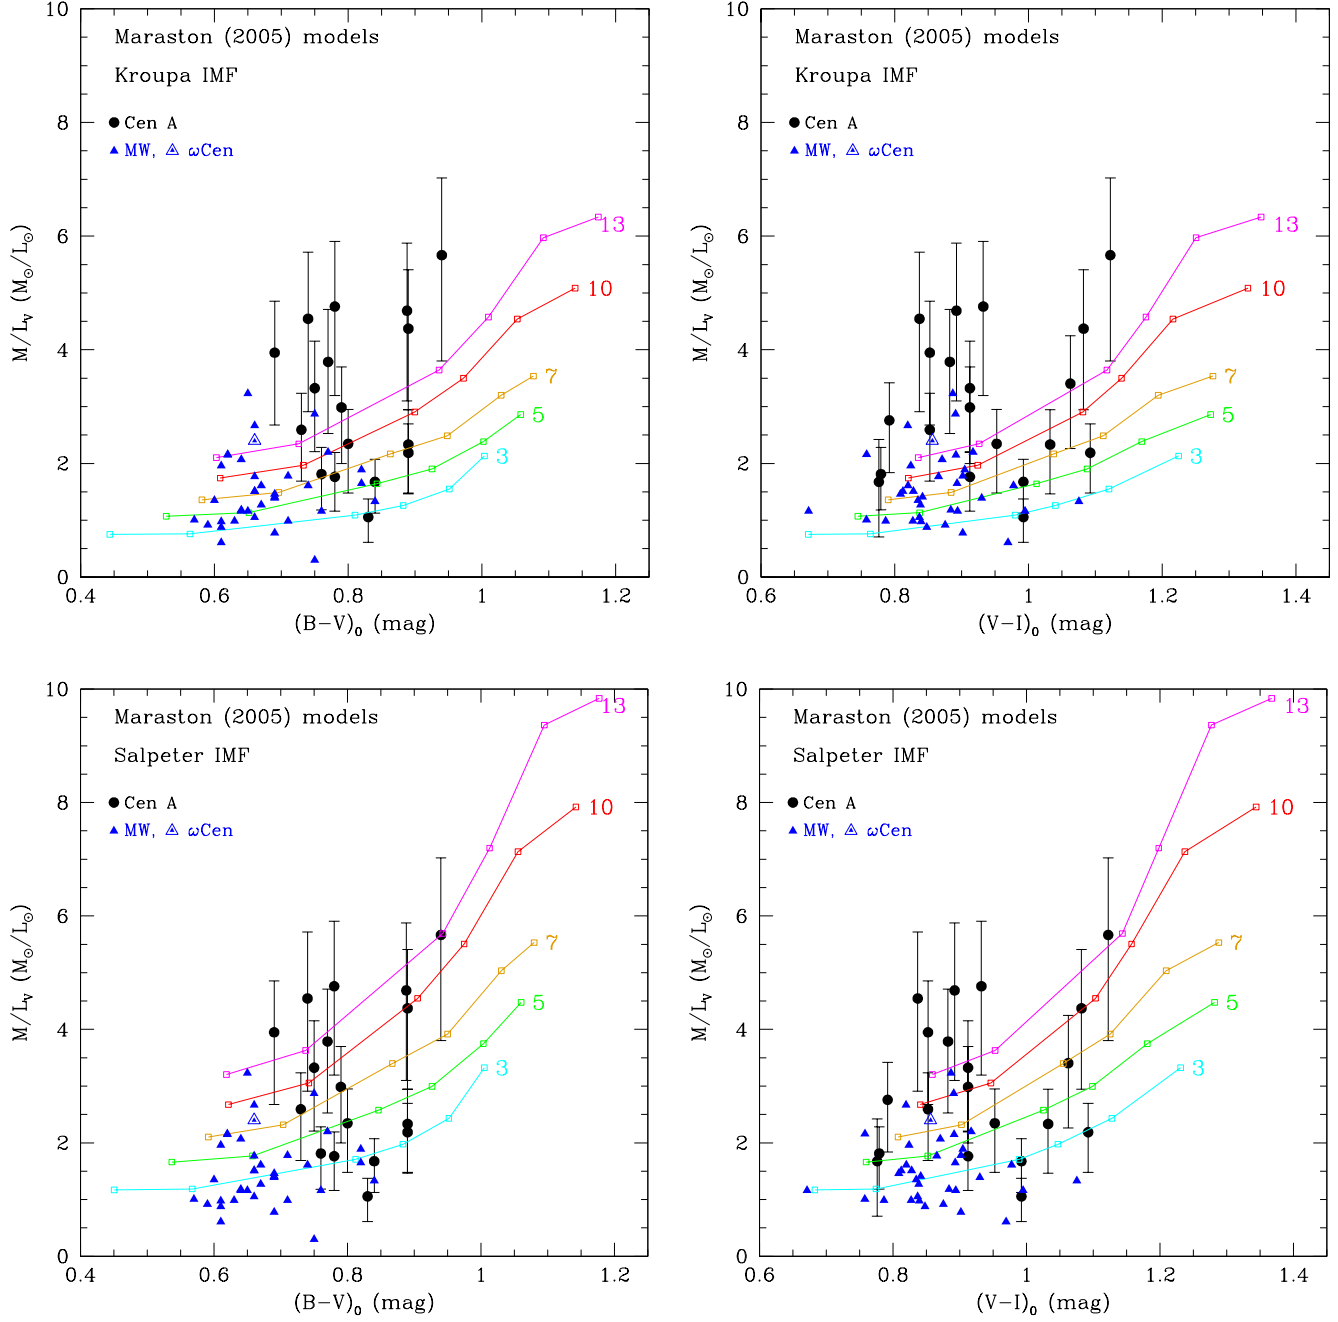 Maraston (2005) models
Kroupa IMF
Cen A
MW, ωCen
10
8
6
4
2
0
13
10
7
5
3
0.4 0.6 0.8 1 1.2
M/L_V (M⊙/L⊙)
(B−V)₀ (mag)
Maraston (2005) models
Kroupa IMF
Cen A
MW, ωCen
10
8
6
4
2
0
13
10
7
5
3
0.6 0.8 1 1.2 1.4
M/L_V (M⊙/L⊙)
(V−I)₀ (mag)
Maraston (2005) models
Salpeter IMF
Cen A
MW, ωCen
10
8
6
4
2
0
13
10
7
5
3
0.4 0.6 0.8 1 1.2
M/L_V (M⊙/L⊙)
(B−V)₀ (mag)
Maraston (2005) models
Salpeter IMF
Cen A
MW, ωCen
10
8
6
4
2
0
13
10
7
5
3
0.6 0.8 1 1.2 1.4
M/L_V (M⊙/L⊙)
(V−I)₀ (mag)